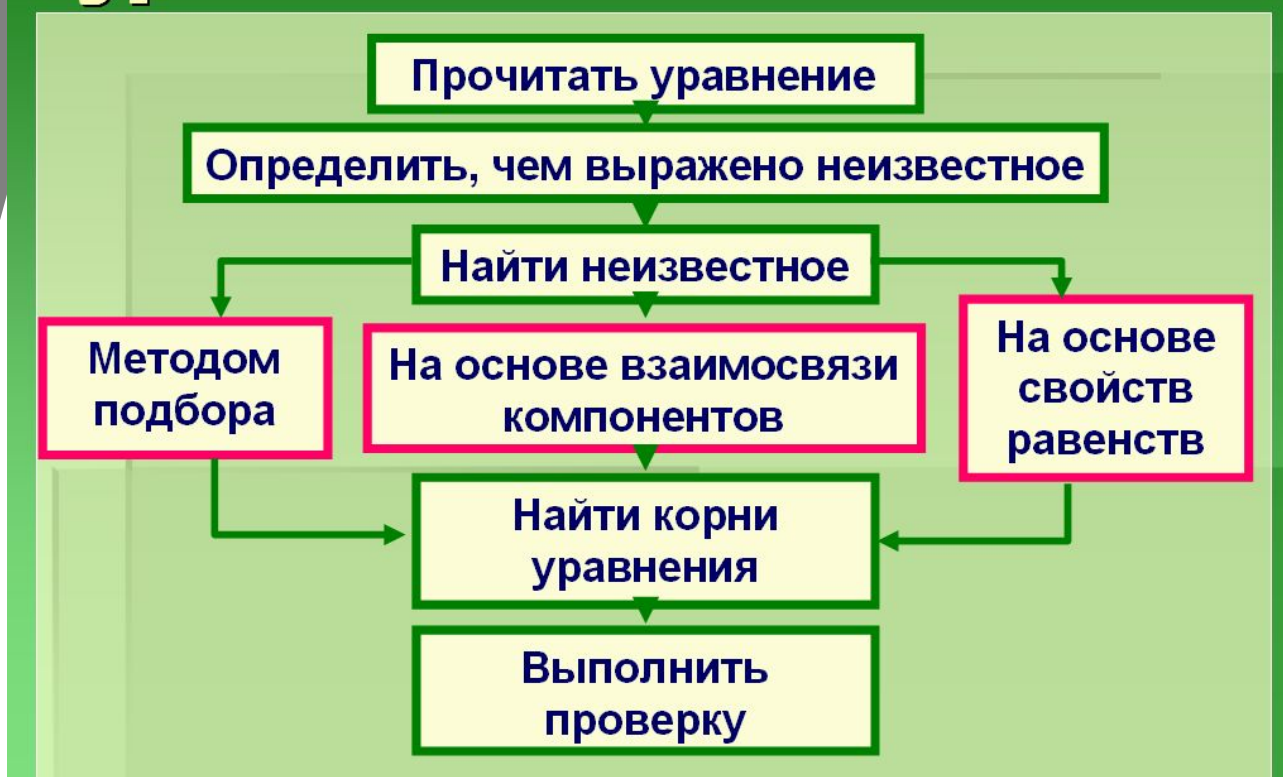 Прочитать уравнение
Определить, чем выражено неизвестное
Найти неизвестное
Методом
подбора
На основе взаимосвязи
компонентов
На основе
свойств
равенств
Найти корни
уравнения
Выполнить
проверку